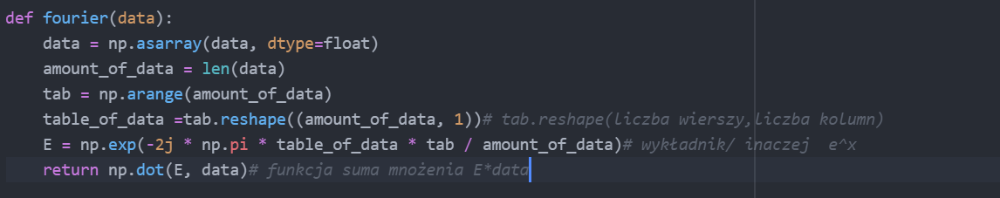 def fourier(data):
    data = np.asarray(data, dtype=float)
    amount_of_data = len(data)
    tab = np.arange(amount_of_data)
    table_of_data =tab.reshape((amount_of_data, 1))# tab.reshape(liczba wierszy,liczba kolumn)
    E = np.exp(-2j * np.pi * table_of_data * tab / amount_of_data)# wykładnik/ inaczej  e^x
    return np.dot(E, data)# funkcja suma mnożenia E*data